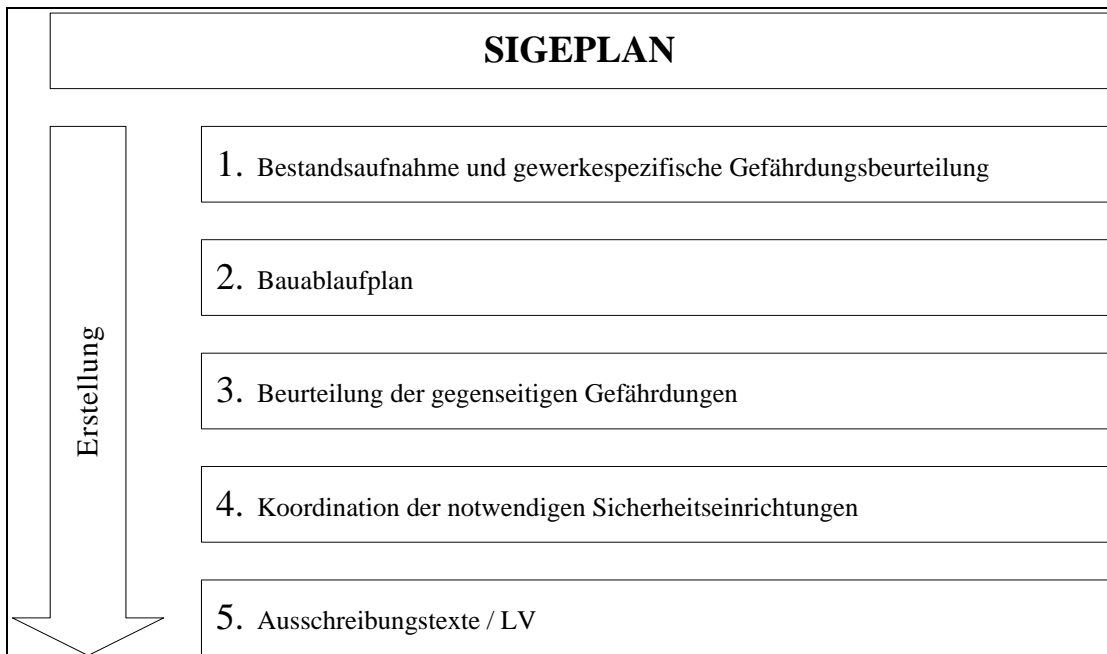 SIGEPLAN
Erstellung
1. Bestandsaufnahme und gewerkespezifische Gefährdungsbeurteilung
2. Bauablaufplan
3. Beurteilung der gegenseitigen Gefährdungen
4. Koordination der notwendigen Sicherheitseinrichtungen
5. Ausschreibungstexte / LV